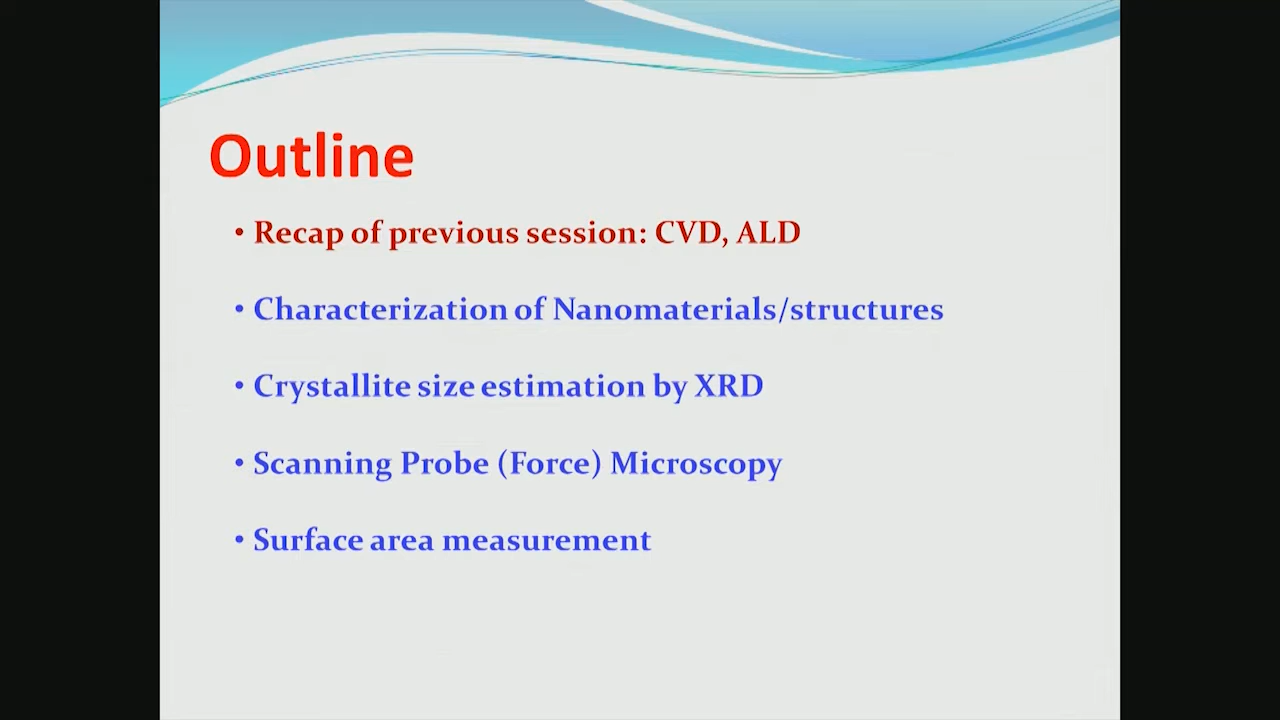 Outline
• Recap of previous session: CVD, ALD
• Characterization of Nanomaterials/structures
• Crystallite size estimation by XRD
• Scanning Probe (Force) Microscopy
• Surface area measurement